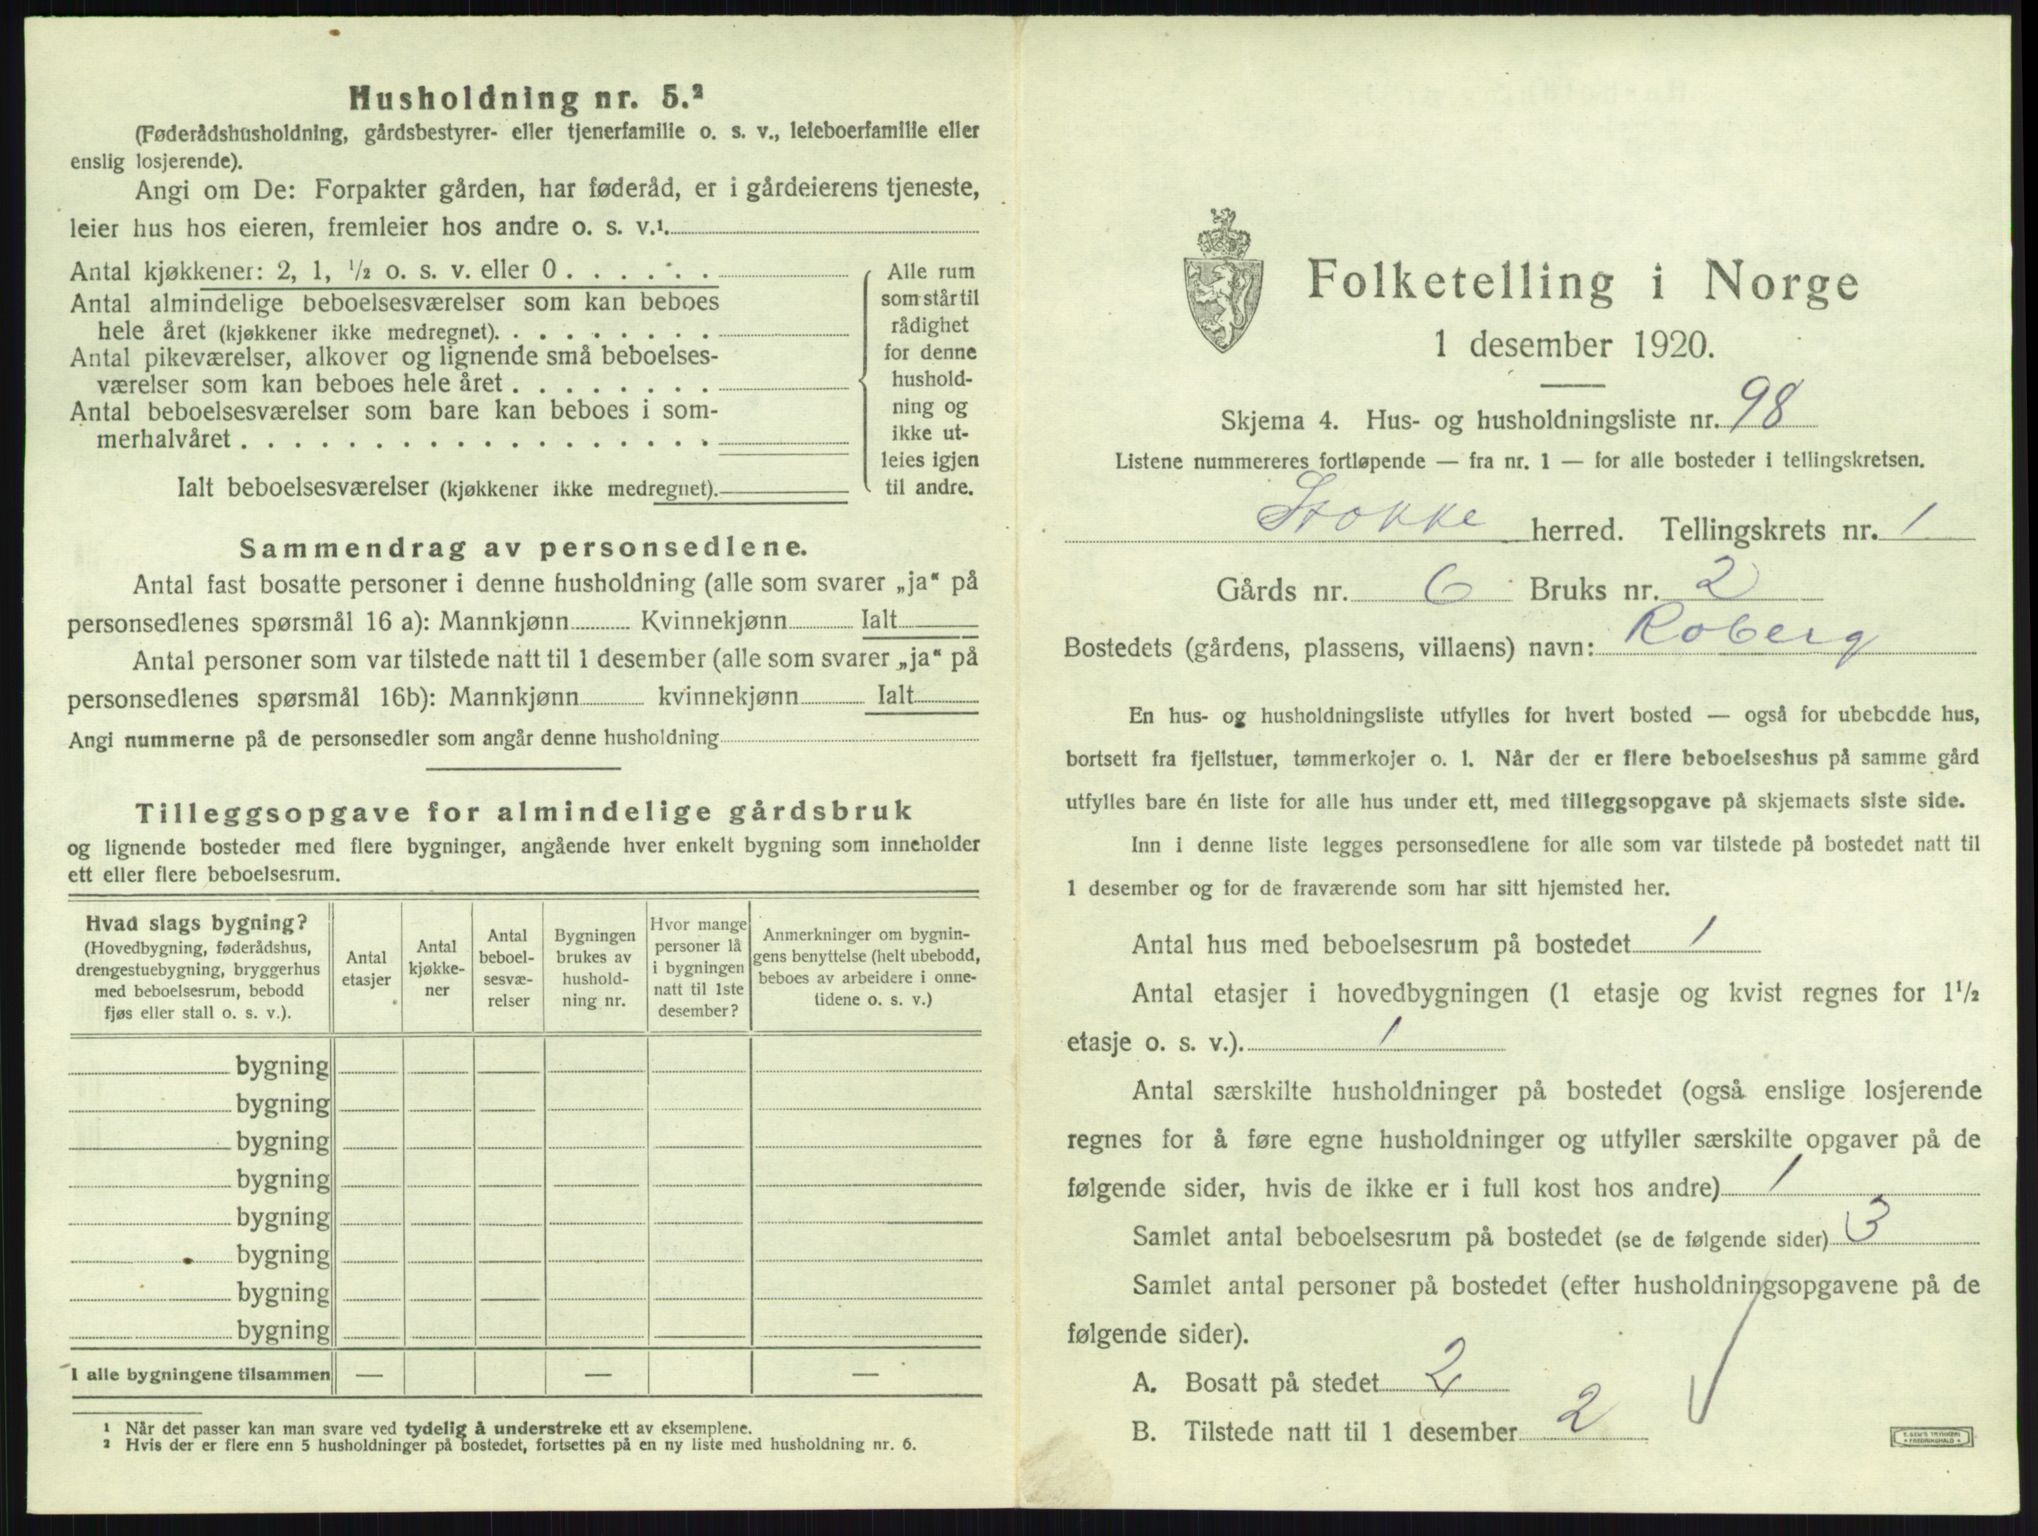 Husholdning nr. 5.²
(Føderådshusholdning, gårdsbestyrer- eller tjenerfamilie o. s. v., leieboerfamilie eller
enslig losjerende).
Angi om De: Forpakter gården, har føderåd, er i gårdeierens tjeneste,
leier hus hos eieren, fremleier hos andre o. s. v.¹
Antal kjøkkener: 2, 1, ½ o. s. v. eller 0 . . . . . .
Antal almindelige beboelsesværelser som kan beboes
hele året (kjøkkener ikke medregnet). . . . . . . . .
Antal pikeværelser, alkover og lignende små beboelses-
værelser som kan beboes hele året . . . . . . . .
Antal beboelsesværelser som bare kan beboes i som-
merhalvåret . . . . . . . . . . . . . . . . . .
Ialt beboelsesværelser (kjøkkener ikke medregnet).
Alle rum
som står til
rådighet
for denne
hushold-
ning og
ikke ut-
leies igjen
til andre.
Sammendrag av personsedlene.
Antal fast bosatte personer i denne husholdning (alle som svarer „ja“ på
personsedlenes spørsmål 16 a): Mannkjønn Kvinnekjønn Ialt
Antal personer som var tilstede natt til 1 desember (alle som svarer „ja“ på
personsedlenes spørsmål 16b): Mannkjønn kvinnekjønn Ialt
Angi nummerne på de personsedler som angår denne husholdning
Tilleggsopgave for almindelige gårdsbruk
og lignende bosteder med flere bygninger, angående hver enkelt bygning som inneholder
ett eller flere beboelsesrum.
Hvad slags bygning?
(Hovedbygning, føderådshus,
drengestuebygning, bryggerhus
med beboelsesrum, bebodd
fjøs eller stall o. s. v.).
Antal
etasjer
Antal
kjøkke-
ner
Antal
beboel-
sesvæ-
relser
Bygningen
brukes av
hushold-
ning nr.
Hvor mange
personer lå
i bygningen
natt til 1ste
desember?
Anmerkninger om bygnin-
gens benyttelse (helt ubebodd,
beboes av arbeidere i onne-
tidene o. s. v.)
bygning
bygning
bygning
bygning
bygning
bygning
bygning
bygning
I alle bygningene tilsammen — — —
¹ Når det passer kan man svare ved tydelig å understreke ett av eksemplene.
² Hvis der er flere enn 5 husholdninger på bostedet, fortsettes på en ny liste med husholdning nr. 6.
Folketelling i Norge
1 desember 1920.
Skjema 4. Hus- og husholdningsliste nr. 98
Listene nummereres fortløpende — fra nr. 1 — for alle bosteder i tellingskretsen.
Stokke herred. Tellingskrets nr. 1
Gårds nr. 6 Bruks nr. 2
Bostedets (gårdens, plassens, villaens) navn: Roberg
En hus- og husholdningsliste utfylles for hvert bosted — også for ubebodde hus,
bortsett fra fjellstuer, tømmerkojer o. l. Når der er flere beboelseshus på samme gård
utfylles bare én liste for alle hus under ett, med tilleggsopgave på skjemaets siste side.
Inn i denne liste legges personsedlene for alle som var tilstede på bostedet natt til
1 desember og for de fraværende som har sitt hjemsted her.
Antal hus med beboelsesrum på bostedet 1
Antal etasjer i hovedbygningen (1 etasje og kvist regnes for 1½
etasje o. s. v.). 1
Antal særskilte husholdninger på bostedet (også enslige losjerende
regnes for å føre egne husholdninger og utfyller særskilte opgaver på de
følgende sider, hvis de ikke er i full kost hos andre) 1
Samlet antal beboelsesrum på bostedet (se de følgende sider) 3
Samlet antal personer på bostedet (efter husholdningsopgavene på de
følgende sider).
A. Bosatt på stedet 2
B. Tilstede natt til 1 desember 2